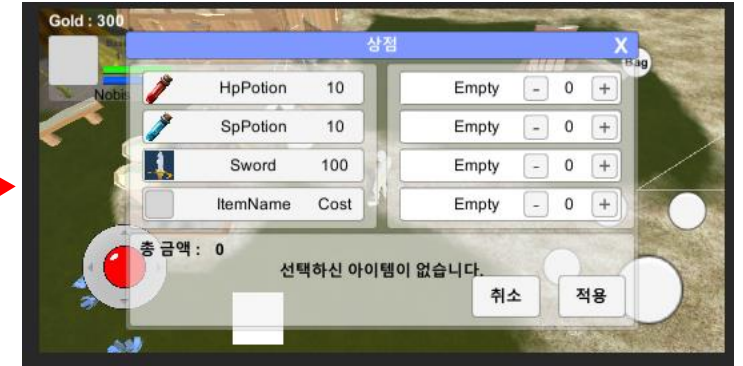 Gold : 300
상점 X
Bag
HpPotion 10 Empty - 0 +
Nobis
SpPotion 10 Empty - 0 +
Sword 100 Empty - 0 +
ItemName Cost Empty - 0 +
총 금액 : 0
선택하신 아이템이 없습니다.
취소 적용